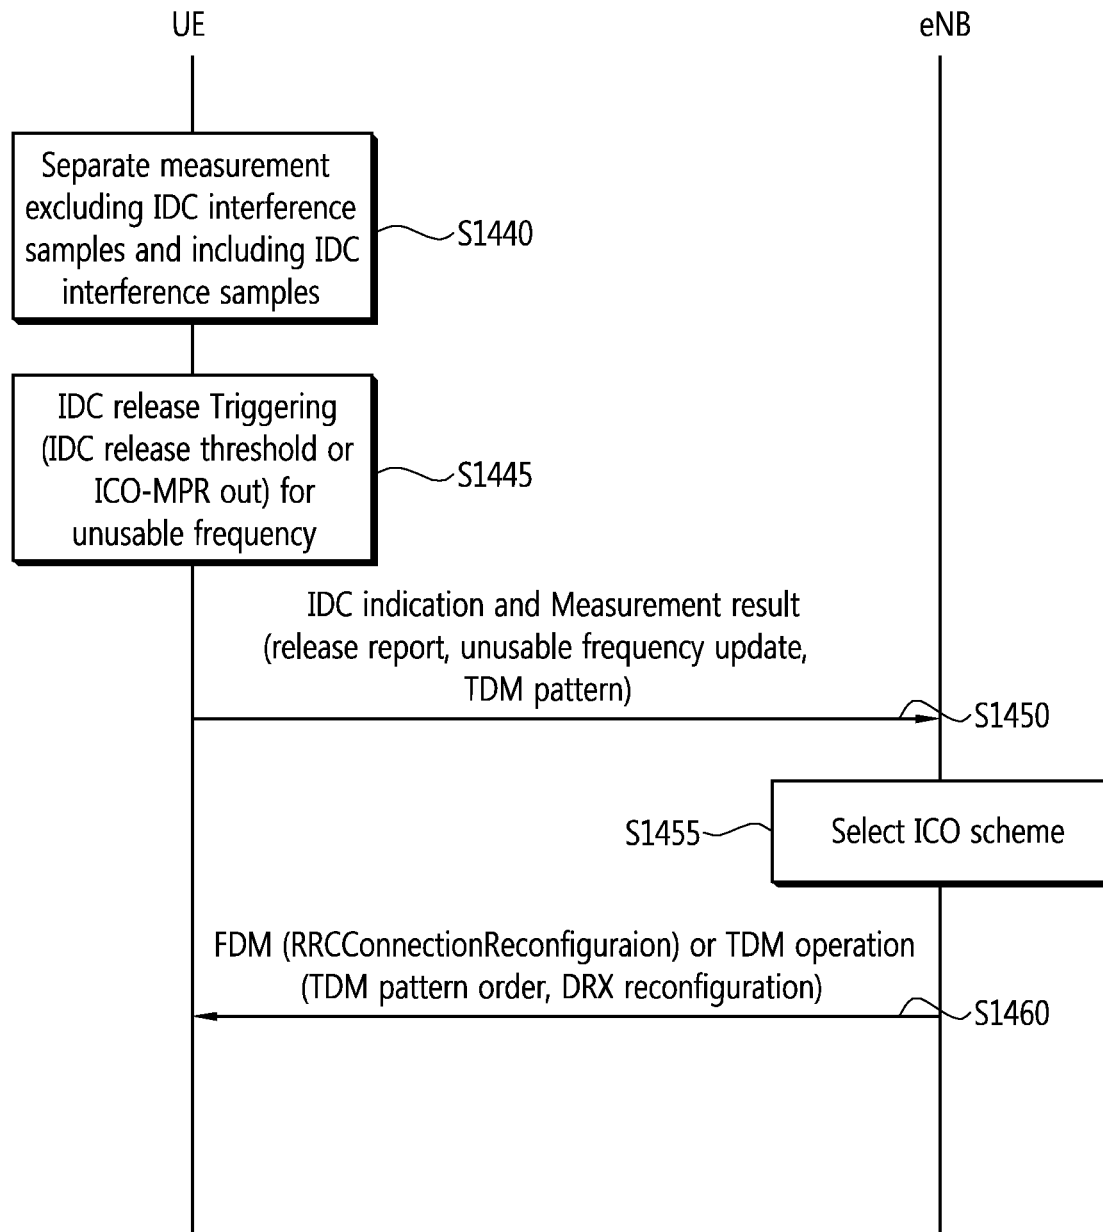 UE
eNB
Separate measurement
excluding IDC interference
samples and including IDC
interference samples
S1440
IDC release Triggering
(IDC release threshold or
ICO-MPR out) for
unusable frequency
S1445
IDC indication and Measurement result
(release report, unusable frequency update,
TDM pattern)
S1450
S1455
Select ICO scheme
FDM (RRCConnectionReconfiguraion) or TDM operation
(TDM pattern order, DRX reconfiguration)
S1460